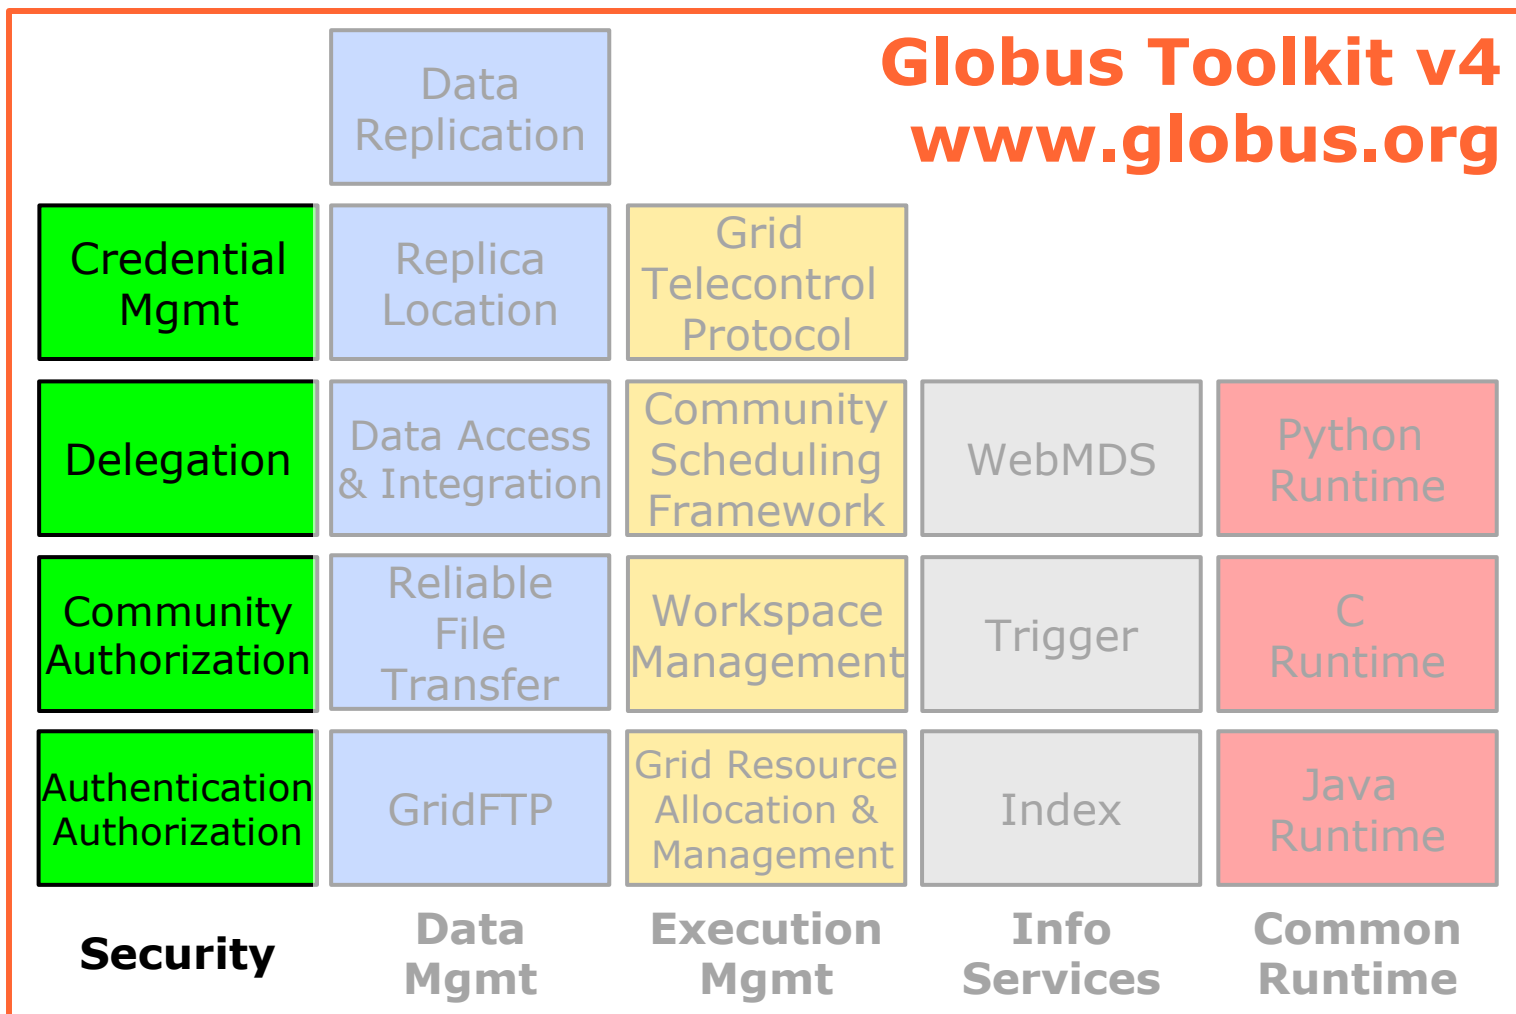 Globus Toolkit v4
www.globus.org
Data
Replication
Credential
Mgmt
Replica
Location
Grid
Telecontrol
Protocol
Delegation
Data Access
& Integration
Community
Scheduling
Framework
WebMDS
Python
Runtime
Community
Authorization
Reliable
File
Transfer
Workspace
Management
Trigger
C
Runtime
Authentication
Authorization
GridFTP
Grid Resource
Allocation &
Management
Index
Java
Runtime
Security
Data
Mgmt
Execution
Mgmt
Info
Services
Common
Runtime